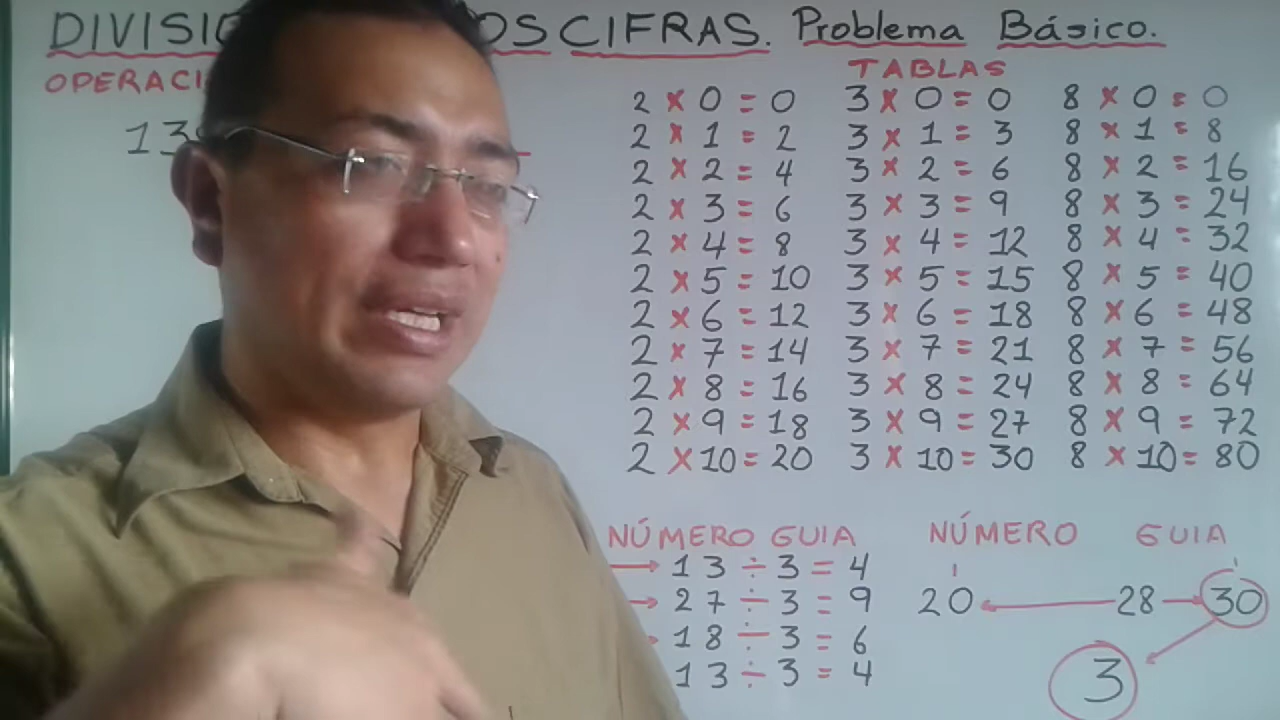 DIVISIO OS CIFRAS. Problema Básico.
OPERACI
13
TABLAS
2 x 0 = 0
2 x 1 = 2
2 x 2 = 4
2 x 3 = 6
2 x 4 = 8
2 x 5 = 10
2 x 6 = 12
2 x 7 = 14
2 x 8 = 16
2 x 9 = 18
2 x 10 = 20
3 x 0 = 0
3 x 1 = 3
3 x 2 = 6
3 x 3 = 9
3 x 4 = 12
3 x 5 = 15
3 x 6 = 18
3 x 7 = 21
3 x 8 = 24
3 x 9 = 27
3 x 10 = 30
8 x 0 = 0
8 x 1 = 8
8 x 2 = 16
8 x 3 = 24
8 x 4 = 32
8 x 5 = 40
8 x 6 = 48
8 x 7 = 56
8 x 8 = 64
8 x 9 = 72
8 x 10 = 80
NÚMERO GUIA
13 ÷ 3 = 4
27 ÷ 3 = 9
18 ÷ 3 = 6
13 ÷ 3 = 4
NÚMERO GUIA
20 28 30
3